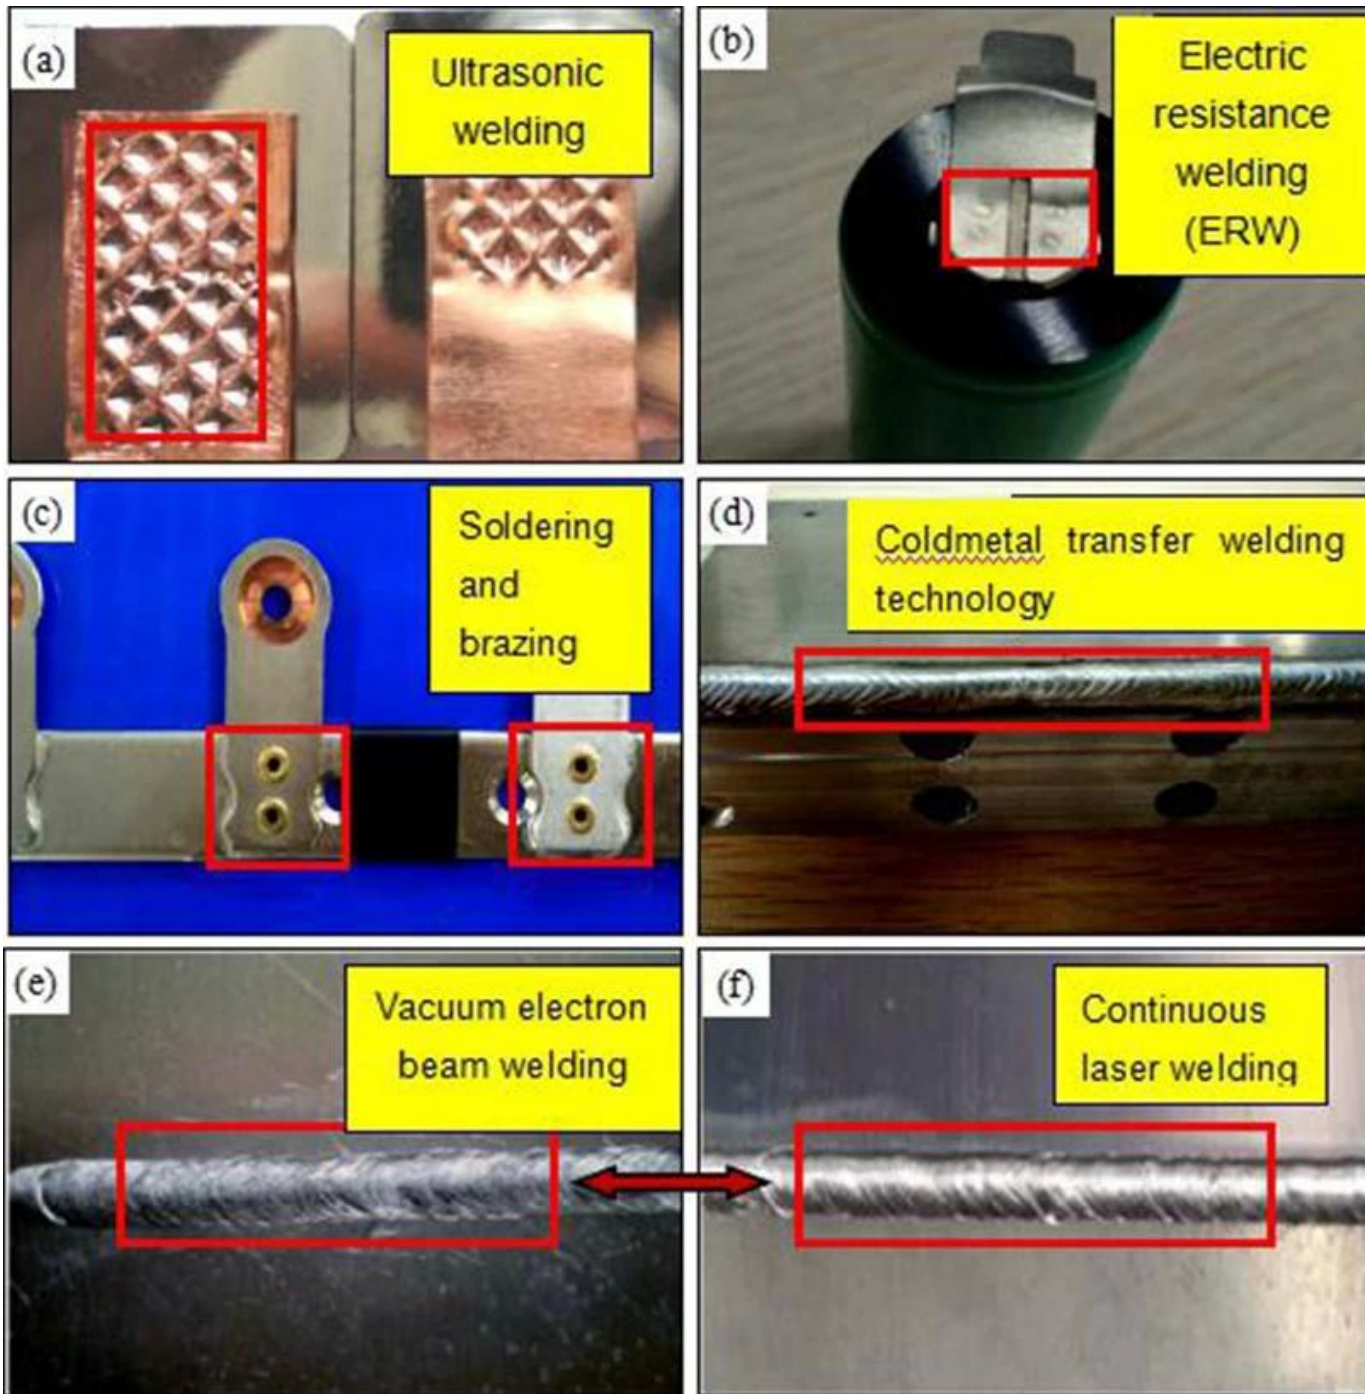 (a)
Ultrasonic
welding
(b)
Electric
resistance
welding
(ERW)
(c)
Soldering
and
brazing
(d)
Coldmetal transfer welding
technology
(e)
Vacuum electron
beam welding
(f)
Continuous
laser welding